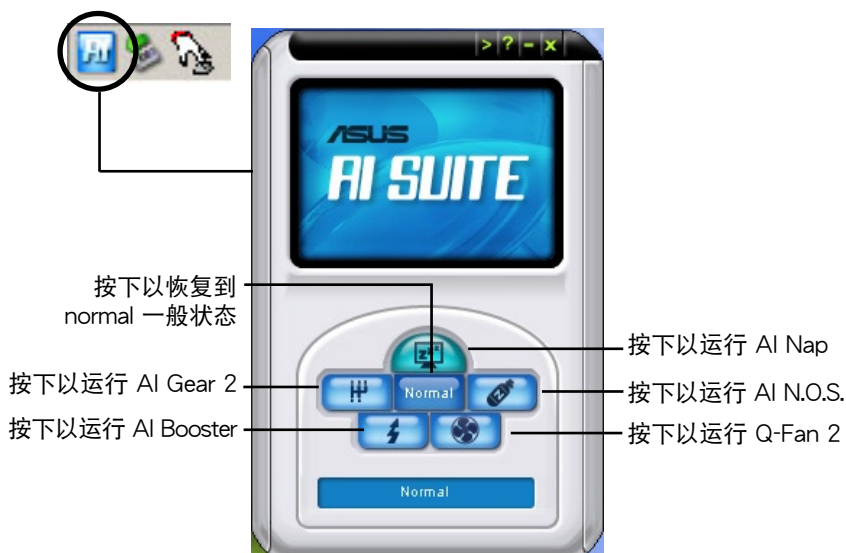 AI
> ? - x
ASUS
AI SUITE
按下以恢复到
normal 一般状态
按下以运行 AI Nap
按下以运行 AI Gear 2
Normal
按下以运行 AI N.O.S.
按下以运行 AI Booster
按下以运行 Q-Fan 2
Normal